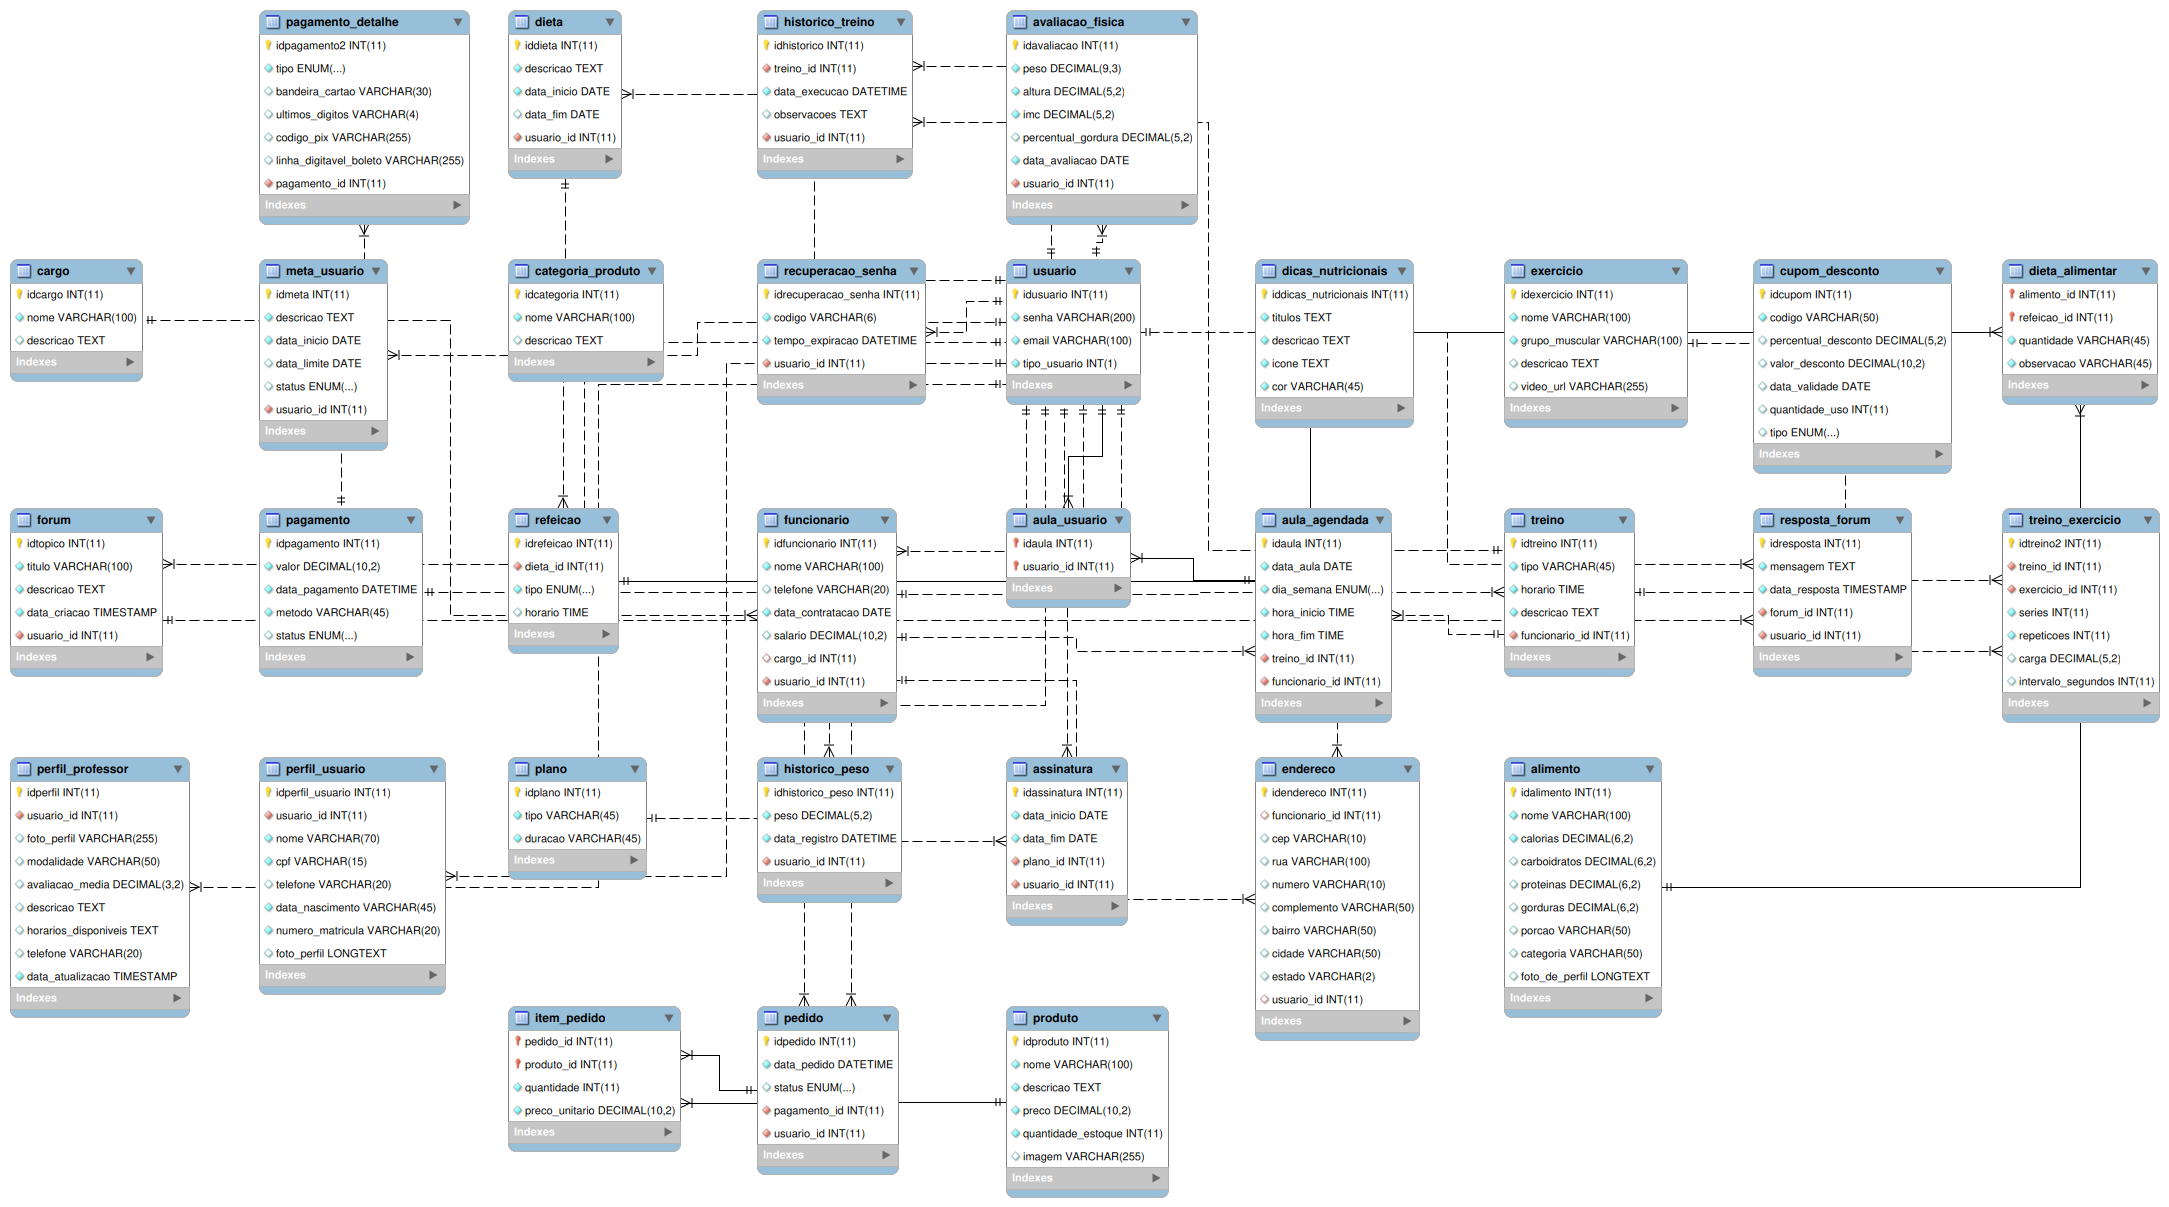 pagamento_detalhe
idpagamento2 INT(11)
tipo ENUM(...)
bandeira_cartao VARCHAR(30)
ultimos_digitos VARCHAR(4)
codigo_pix VARCHAR(255)
linha_digitavel_boleto VARCHAR(255)
pagamento_id INT(11)
Indexes
dieta
iddieta INT(11)
descricao TEXT
data_inicio DATE
data_fim DATE
usuario_id INT(11)
Indexes
historico_treino
idhistorico INT(11)
treino_id INT(11)
data_execucao DATETIME
observacoes TEXT
usuario_id INT(11)
Indexes
avaliacao_fisica
idavaliacao INT(11)
peso DECIMAL(9,3)
altura DECIMAL(5,2)
imc DECIMAL(5,2)
percentual_gordura DECIMAL(5,2)
data_avaliacao DATE
usuario_id INT(11)
Indexes
cargo
idcargo INT(11)
nome VARCHAR(100)
descricao TEXT
Indexes
meta_usuario
idmeta INT(11)
descricao TEXT
data_inicio DATE
data_limite DATE
status ENUM(...)
usuario_id INT(11)
Indexes
categoria_produto
idcategoria INT(11)
nome VARCHAR(100)
descricao TEXT
Indexes
recuperacao_senha
idrecuperacao_senha INT(11)
codigo VARCHAR(6)
tempo_expiracao DATETIME
usuario_id INT(11)
Indexes
usuario
idusuario INT(11)
senha VARCHAR(200)
email VARCHAR(100)
tipo_usuario INT(1)
Indexes
dicas_nutricionais
iddicas_nutricionais INT(11)
titulos TEXT
descricao TEXT
icone TEXT
cor VARCHAR(45)
Indexes
exercicio
idexercicio INT(11)
nome VARCHAR(100)
grupo_muscular VARCHAR(100)
descricao TEXT
video_url VARCHAR(255)
Indexes
cupom_desconto
idcupom INT(11)
codigo VARCHAR(50)
percentual_desconto DECIMAL(5,2)
valor_desconto DECIMAL(10,2)
data_validade DATE
quantidade_uso INT(11)
tipo ENUM(...)
Indexes
dieta_alimentar
alimento_id INT(11)
refeicao_id INT(11)
quantidade VARCHAR(45)
observacao VARCHAR(45)
Indexes
forum
idtopico INT(11)
titulo VARCHAR(100)
descricao TEXT
data_criacao TIMESTAMP
usuario_id INT(11)
Indexes
pagamento
idpagamento INT(11)
valor DECIMAL(10,2)
data_pagamento DATETIME
metodo VARCHAR(45)
status ENUM(...)
Indexes
refeicao
idrefeicao INT(11)
dieta_id INT(11)
tipo ENUM(...)
horario TIME
Indexes
funcionario
idfuncionario INT(11)
nome VARCHAR(100)
telefone VARCHAR(20)
data_contratacao DATE
salario DECIMAL(10,2)
cargo_id INT(11)
usuario_id INT(11)
Indexes
aula_usuario
idaula INT(11)
usuario_id INT(11)
Indexes
aula_agendada
idaula INT(11)
data_aula DATE
dia_semana ENUM(...)
hora_inicio TIME
hora_fim TIME
treino_id INT(11)
funcionario_id INT(11)
Indexes
treino
idtreino INT(11)
tipo VARCHAR(45)
horario TIME
descricao TEXT
funcionario_id INT(11)
Indexes
resposta_forum
idresposta INT(11)
mensagem TEXT
data_resposta TIMESTAMP
forum_id INT(11)
usuario_id INT(11)
Indexes
treino_exercicio
idtreino2 INT(11)
treino_id INT(11)
exercicio_id INT(11)
series INT(11)
repeticoes INT(11)
carga DECIMAL(5,2)
intervalo_segundos INT(11)
Indexes
perfil_professor
idperfil INT(11)
usuario_id INT(11)
foto_perfil VARCHAR(255)
modalidade VARCHAR(50)
avaliacao_media DECIMAL(3,2)
descricao TEXT
horarios_disponiveis TEXT
telefone VARCHAR(20)
data_atualizacao TIMESTAMP
Indexes
perfil_usuario
idperfil_usuario INT(11)
usuario_id INT(11)
nome VARCHAR(70)
cpf VARCHAR(15)
telefone VARCHAR(20)
data_nascimento VARCHAR(45)
numero_matricula VARCHAR(20)
foto_perfil LONGTEXT
Indexes
plano
idplano INT(11)
tipo VARCHAR(45)
duracao VARCHAR(45)
Indexes
historico_peso
idhistorico_peso INT(11)
peso DECIMAL(5,2)
data_registro DATETIME
usuario_id INT(11)
Indexes
assinatura
idassinatura INT(11)
data_inicio DATE
data_fim DATE
plano_id INT(11)
usuario_id INT(11)
Indexes
endereco
idendereco INT(11)
funcionario_id INT(11)
cep VARCHAR(10)
rua VARCHAR(100)
numero VARCHAR(10)
complemento VARCHAR(50)
bairro VARCHAR(50)
cidade VARCHAR(50)
estado VARCHAR(2)
usuario_id INT(11)
Indexes
alimento
idalimento INT(11)
nome VARCHAR(100)
calorias DECIMAL(6,2)
carboidratos DECIMAL(6,2)
proteinas DECIMAL(6,2)
gorduras DECIMAL(6,2)
porcao VARCHAR(50)
categoria VARCHAR(50)
foto_de_perfil LONGTEXT
Indexes
item_pedido
pedido_id INT(11)
produto_id INT(11)
quantidade INT(11)
preco_unitario DECIMAL(10,2)
Indexes
pedido
idpedido INT(11)
data_pedido DATETIME
status ENUM(...)
pagamento_id INT(11)
usuario_id INT(11)
Indexes
produto
idproduto INT(11)
nome VARCHAR(100)
descricao TEXT
preco DECIMAL(10,2)
quantidade_estoque INT(11)
imagem VARCHAR(255)
Indexes